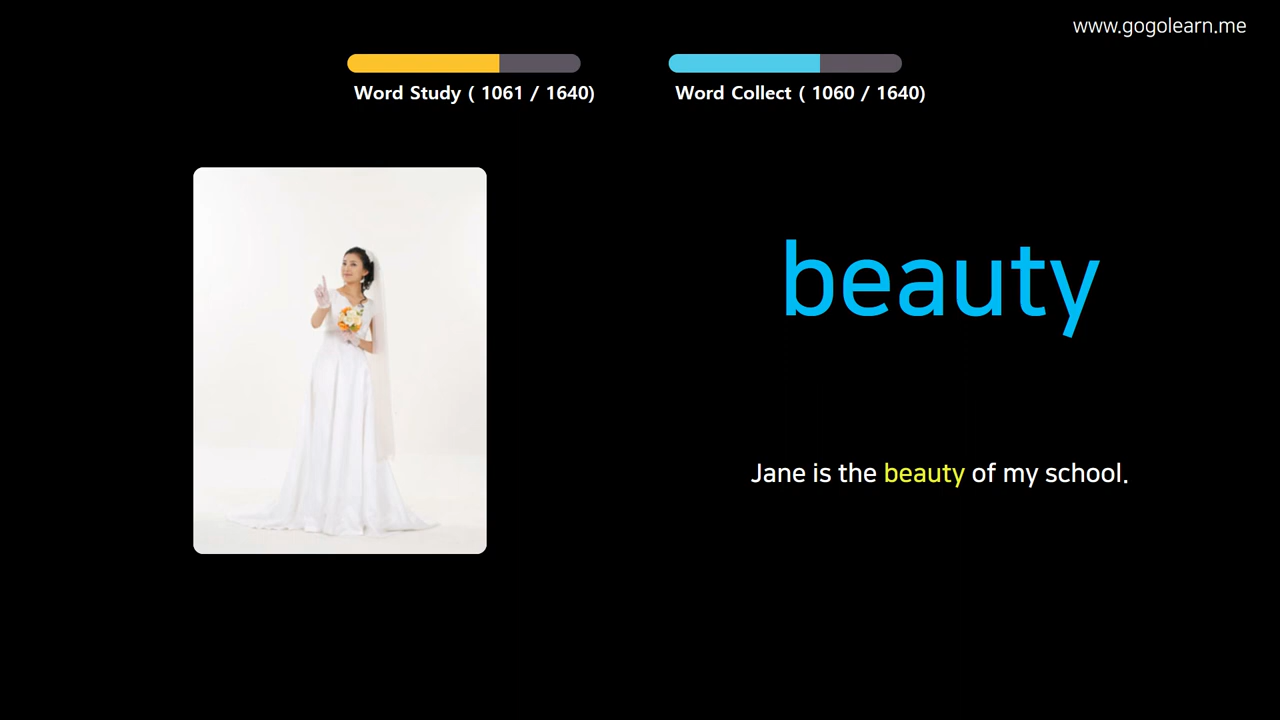 www.gogolearn.me
Word Study ( 1061 / 1640)
Word Collect ( 1060 / 1640)
beauty
Jane is the beauty of my school.